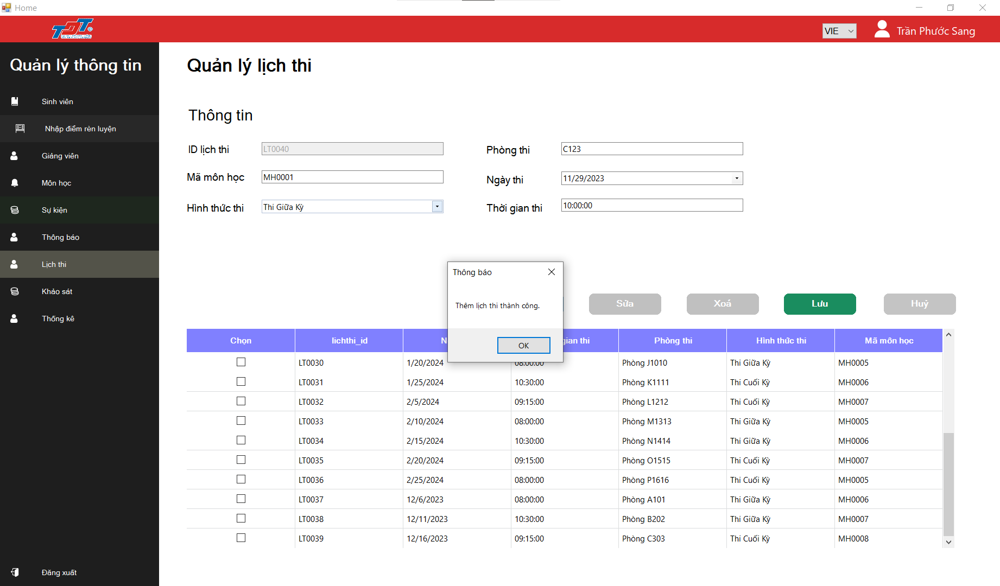 Home
TDT
VIE
Trần Phước Sang
Quản lý thông tin
Sinh viên
Nhập điểm rèn luyện
Giảng viên
Môn học
Sự kiện
Thông báo
Lịch thi
Khảo sát
Thống kê
Đăng xuất
Quản lý lịch thi
Thông tin
ID lịch thi LT0040 Phòng thi C123
Mã môn học MH0001 Ngày thi 11/29/2023
Hình thức thi Thi Giữa Kỳ Thời gian thi 10:00:00
Thông báo
Thêm lịch thi thành công.
OK
Sửa Xoá Lưu Huỷ
Chọn lichthi_id N gian thi Phòng thi Hình thức thi Mã môn học
LT0030 1/20/2024 08:00:00 Phòng J1010 Thi Giữa Kỳ MH0005
LT0031 1/25/2024 10:30:00 Phòng K1111 Thi Cuối Kỳ MH0006
LT0032 2/5/2024 09:15:00 Phòng L1212 Thi Cuối Kỳ MH0007
LT0033 2/10/2024 08:00:00 Phòng M1313 Thi Giữa Kỳ MH0005
LT0034 2/15/2024 10:30:00 Phòng N1414 Thi Giữa Kỳ MH0006
LT0035 2/20/2024 09:15:00 Phòng O1515 Thi Cuối Kỳ MH0007
LT0036 2/25/2024 08:00:00 Phòng P1616 Thi Cuối Kỳ MH0005
LT0037 12/6/2023 08:00:00 Phòng A101 Thi Giữa Kỳ MH0006
LT0038 12/11/2023 10:30:00 Phòng B202 Thi Giữa Kỳ MH0007
LT0039 12/16/2023 09:15:00 Phòng C303 Thi Cuối Kỳ MH0008